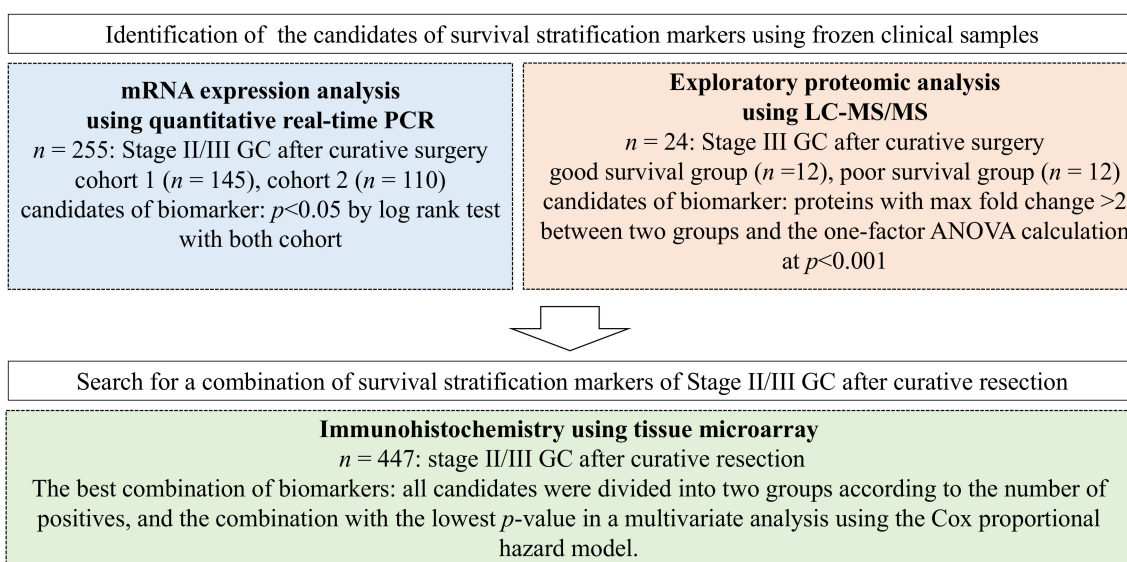 Identification of the candidates of survival stratification markers using frozen clinical samples
mRNA expression analysis
using quantitative real-time PCR
n = 255: Stage II/III GC after curative surgery
cohort 1 (n = 145), cohort 2 (n = 110)
candidates of biomarker: p<0.05 by log rank test
with both cohort
Exploratory proteomic analysis
using LC-MS/MS
n = 24: Stage III GC after curative surgery
good survival group (n =12), poor survival group (n = 12)
candidates of biomarker: proteins with max fold change >2
between two groups and the one-factor ANOVA calculation
at p<0.001
Search for a combination of survival stratification markers of Stage II/III GC after curative resection
Immunohistochemistry using tissue microarray
n = 447: stage II/III GC after curative resection
The best combination of biomarkers: all candidates were divided into two groups according to the number of
positives, and the combination with the lowest p-value in a multivariate analysis using the Cox proportional
hazard model.